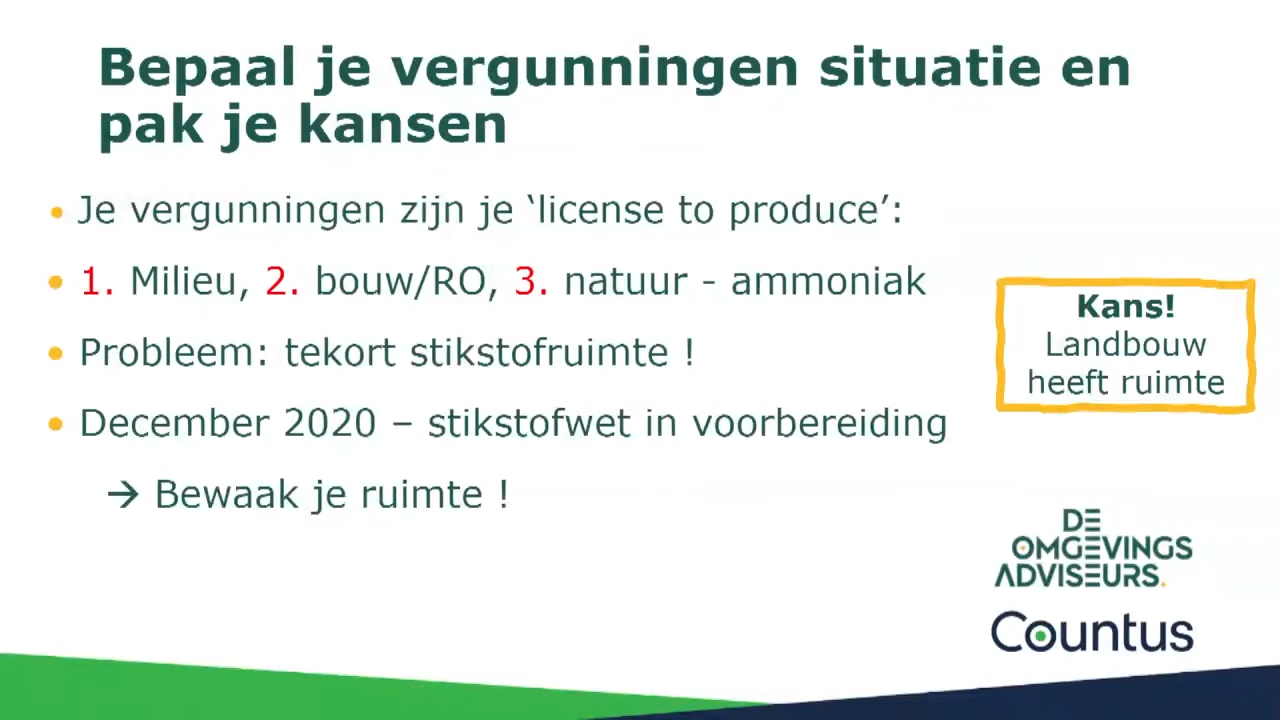 Bepaal je vergunningen situatie en
pak je kansen
• Je vergunningen zijn je ‘license to produce’:
• 1. Milieu, 2. bouw/RO, 3. natuur - ammoniak
• Probleem: tekort stikstofruimte !
• December 2020 – stikstofwet in voorbereiding
→ Bewaak je ruimte !
Kans!
Landbouw
heeft ruimte
DE
OMGEVINGS
ADVISEURS.
Countus